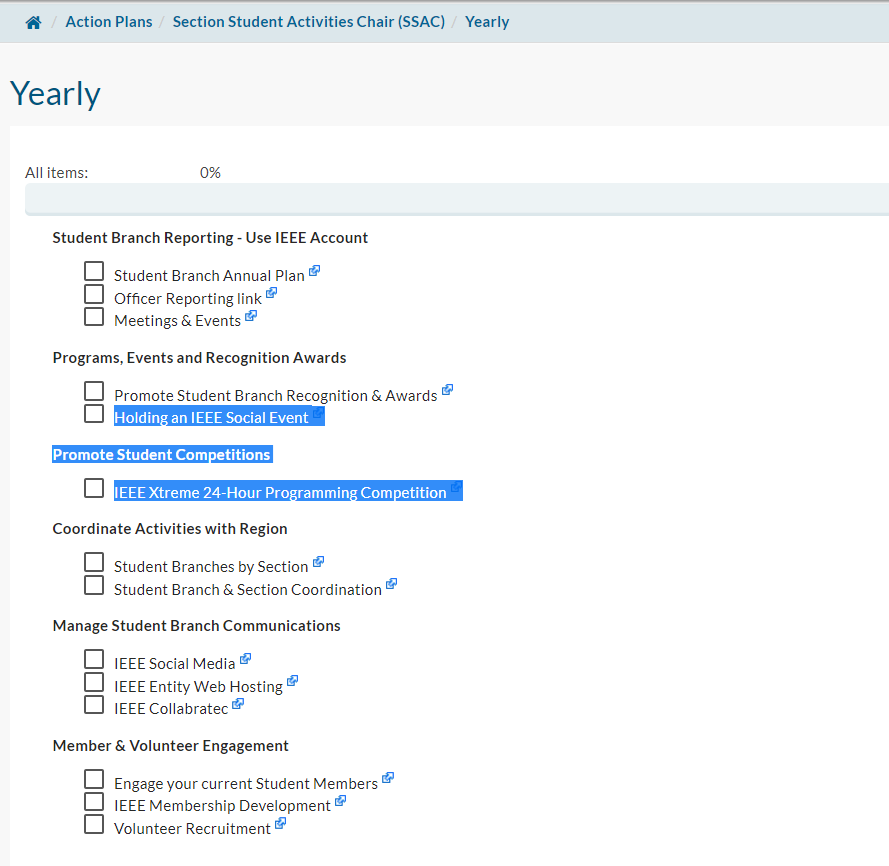 Action Plans / Section Student Activities Chair (SSAC) / Yearly
Yearly
All items: 0%
Student Branch Reporting - Use IEEE Account
Student Branch Annual Plan
Officer Reporting link
Meetings & Events
Programs, Events and Recognition Awards
Promote Student Branch Recognition & Awards
Holding an IEEE Social Event
Promote Student Competitions
IEEE Xtreme 24-Hour Programming Competition
Coordinate Activities with Region
Student Branches by Section
Student Branch & Section Coordination
Manage Student Branch Communications
IEEE Social Media
IEEE Entity Web Hosting
IEEE Collabratec
Member & Volunteer Engagement
Engage your current Student Members
IEEE Membership Development
Volunteer Recruitment